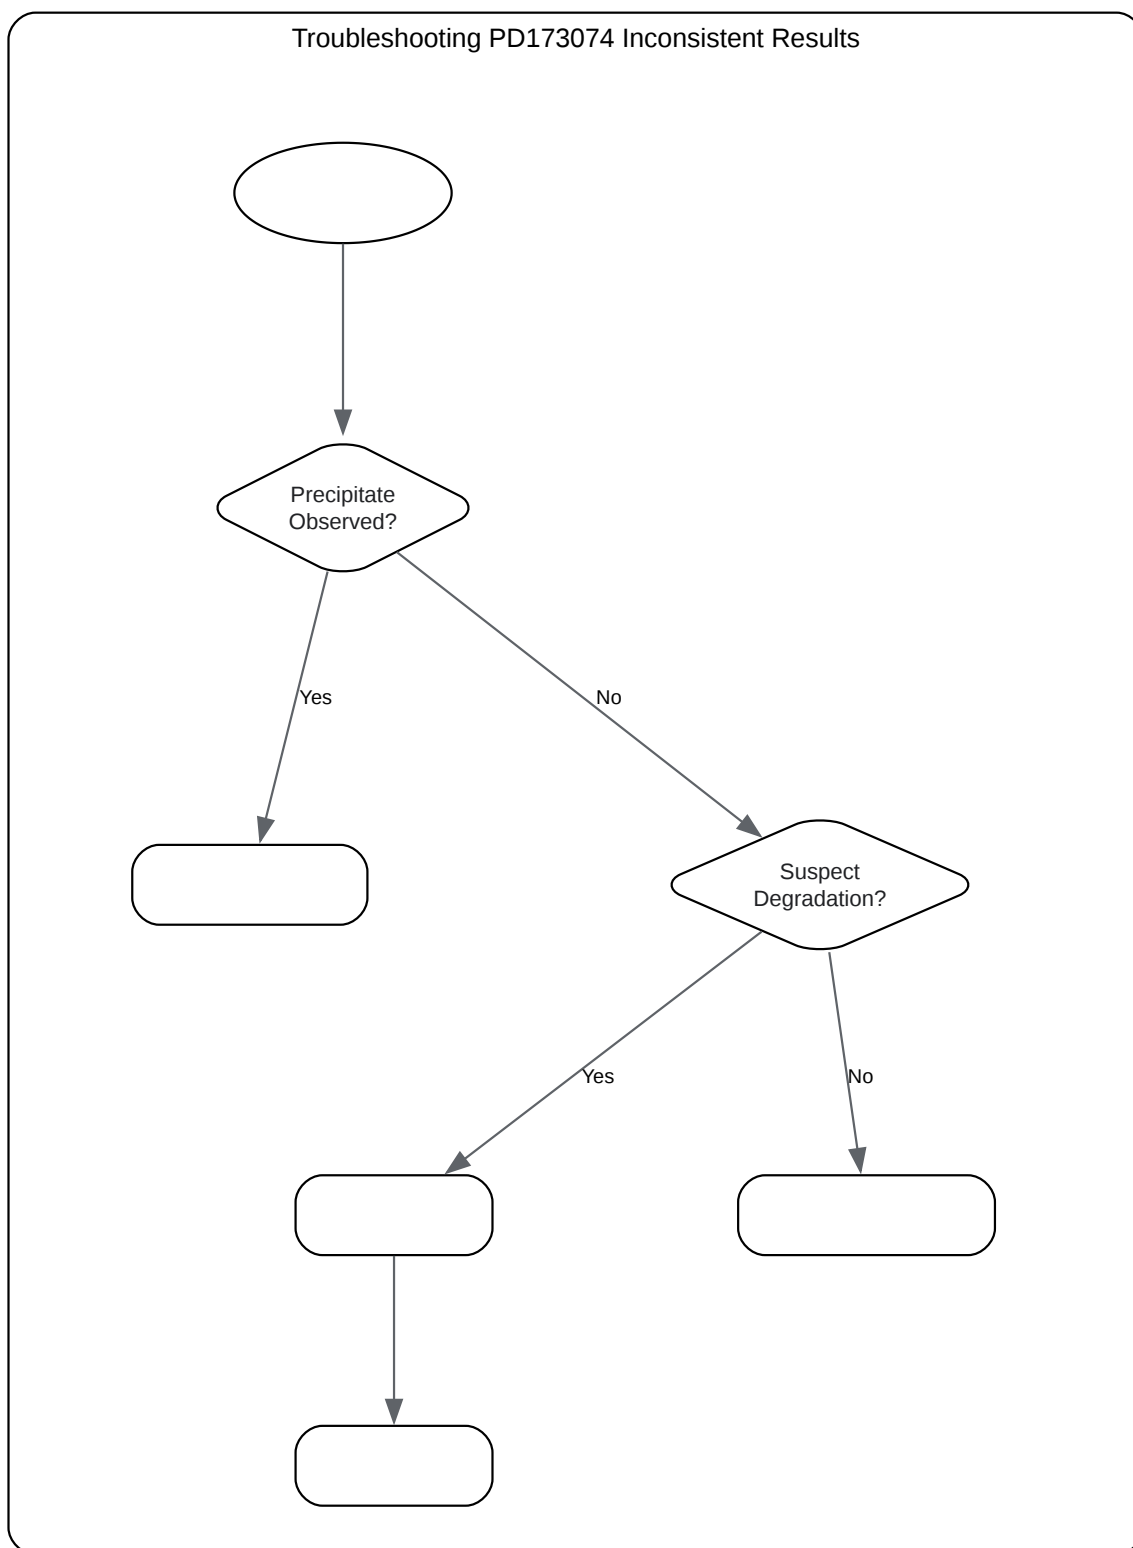 Troubleshooting PD173074 Inconsistent Results
Precipitate
Observed?
Yes
No
Suspect
Degradation?
Yes
No